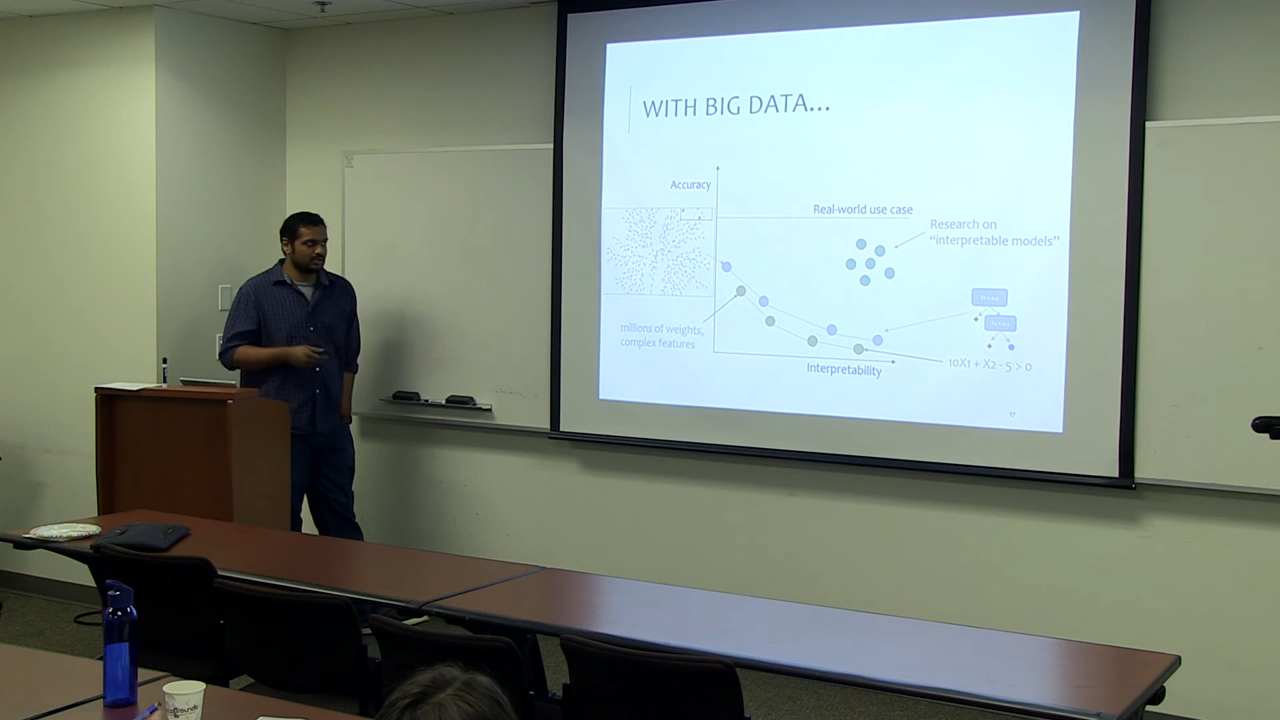 WITH BIG DATA...
Accuracy
Real-world use case
Research on
"interpretable models"
millions of weights,
complex features
10X1 + X2 - 5 > 0
Interpretability
17